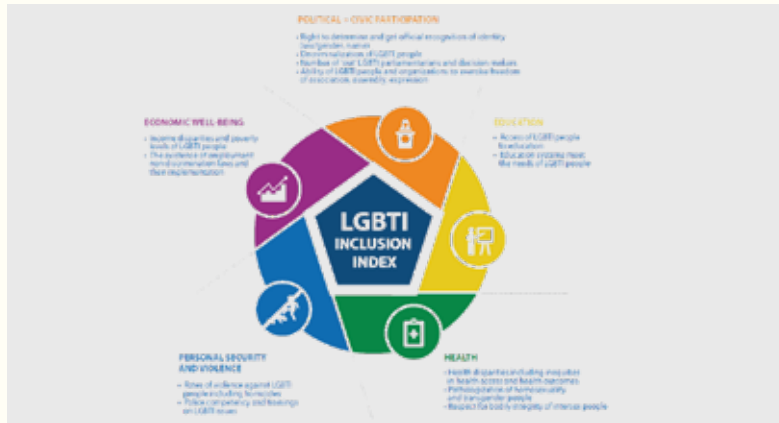 POLITICAL + CIVIC PARTICIPATION
• Right to determine and get official recognition of identity
• Decriminalization of LGBTI people
• Number of 'out' LGBTI parliamentarians and decision makers
• Ability of LGBTI people and organizations to exercise freedom
of association, assembly, expression
ECONOMIC WELL-BEING
• Income disparities and poverty
levels of LGBTI people
• The existence of employment
non-discrimination laws and
their implementation
EDUCATION
– Access of LGBTI people
to education
– Education systems meet
the needs of LGBTI people
LGBTI
INCLUSION
INDEX
PERSONAL SECURITY
AND VIOLENCE
– Rates of violence against LGBTI
people including homicides
– Police competency and trainings
on LGBTI issues
HEALTH
• Health disparities including inequities
in health access and health outcomes
• Pathologization of homosexuality
and transgender people
• Respect for bodily integrity of intersex people